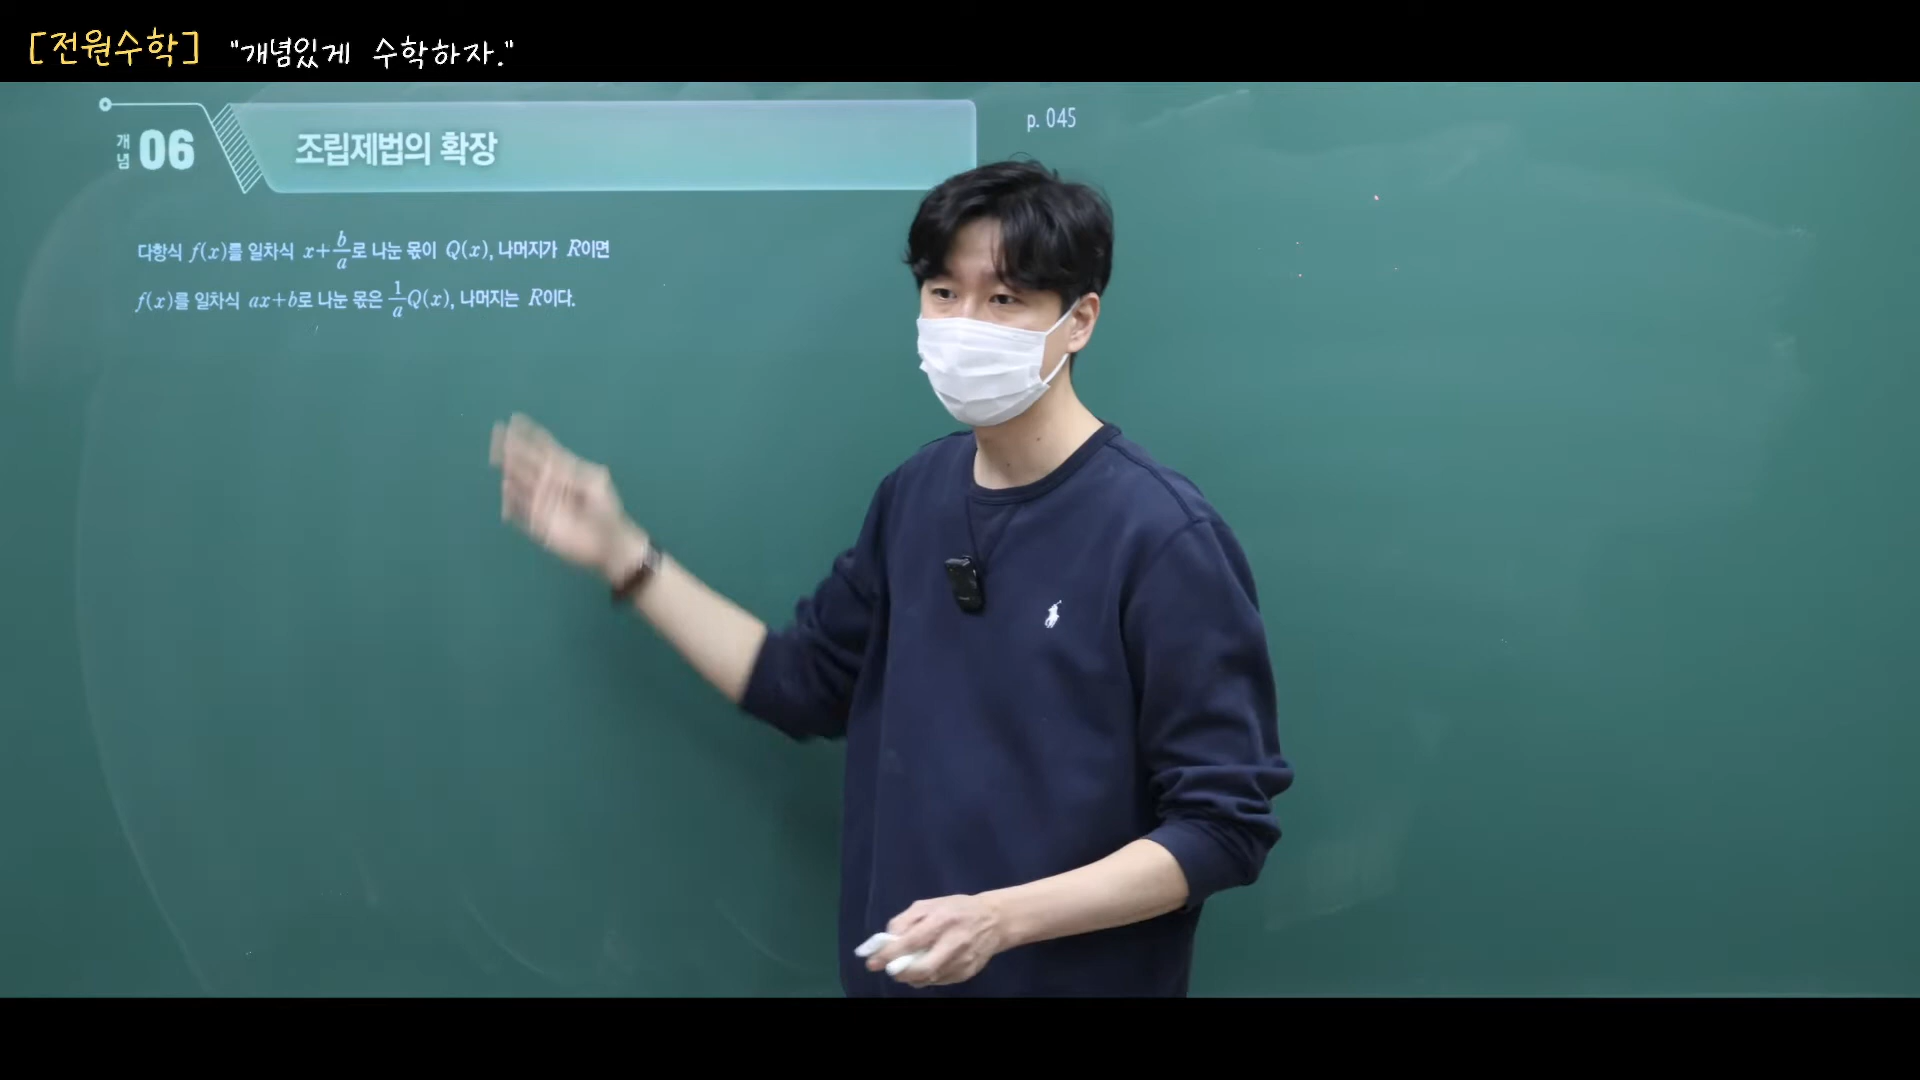 [전원수학] "개념있게 수학하자."
개념 06 조립제법의 확장
p. 045
다항식 f(x)를 일차식 x+b/a로 나눈 몫이 Q(x), 나머지가 R이면
f(x)를 일차식 ax+b로 나눈 몫은 1/a Q(x), 나머지는 R이다.